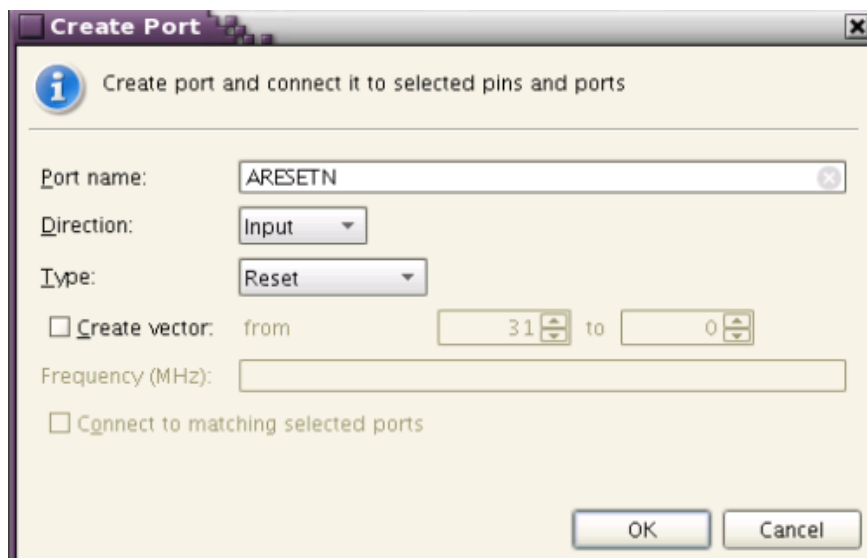 Create Port
Create port and connect it to selected pins and ports
Port name: ARESETN
Direction: Input
Type: Reset
Create vector: from 31 to 0
Frequency (MHz):
Connect to matching selected ports
OK Cancel